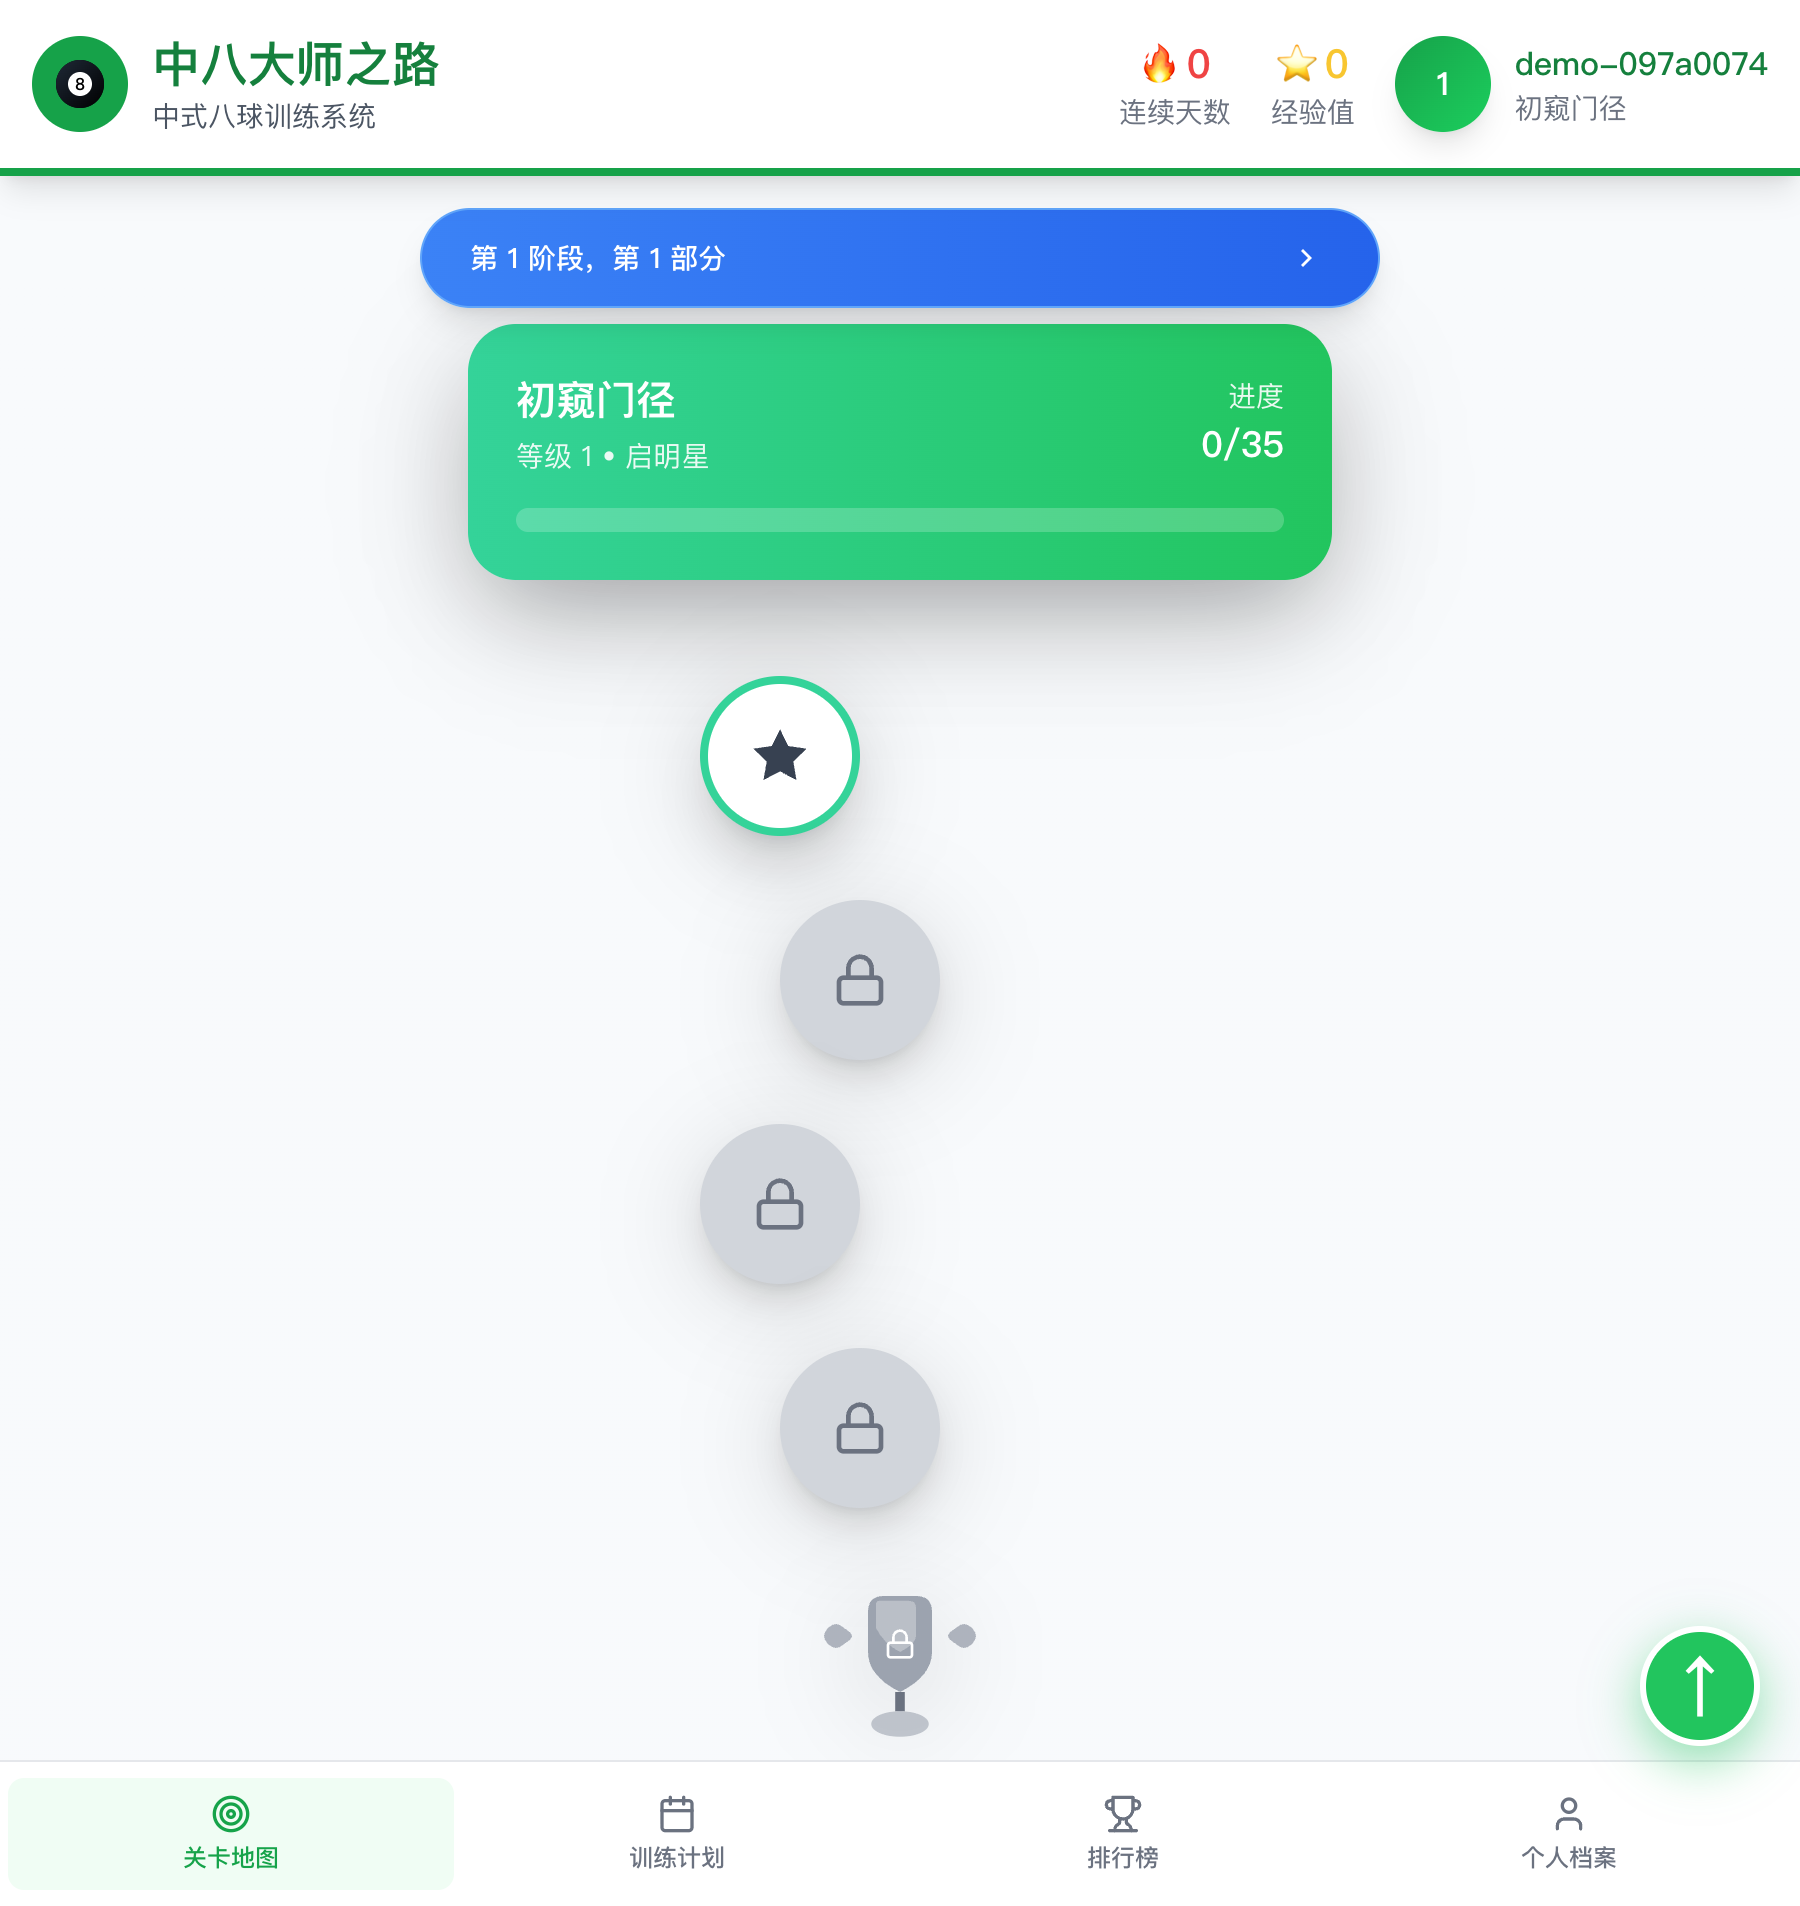 8
中八大师之路
中式八球训练系统
🔥 0
连续天数
⭐ 0
经验值
1
demo-097a0074
初窥门径
第 1 阶段，第 1 部分
初窥门径
等级 1 • 启明星
进度
0/35
关卡地图
训练计划
排行榜
个人档案